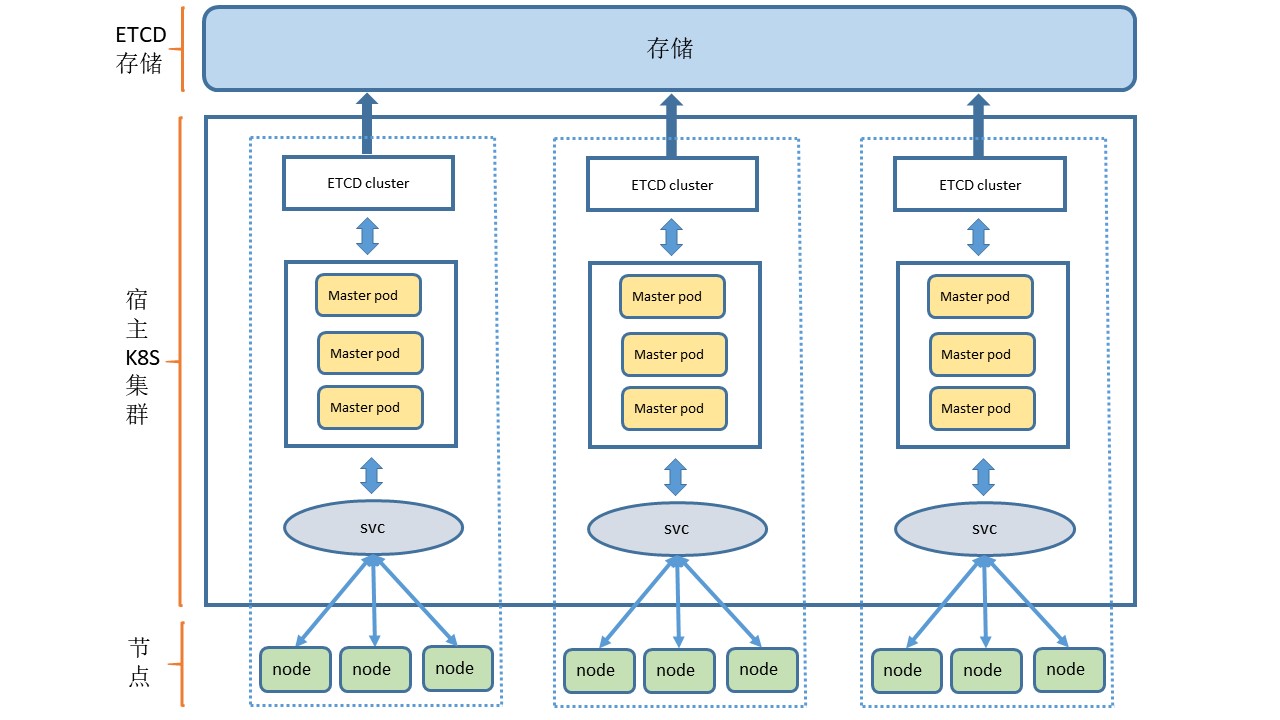 ETCD
存储
存储
宿
主
K8S
集
群
ETCD cluster
Master pod
Master pod
Master pod
svc
ETCD cluster
Master pod
Master pod
Master pod
svc
ETCD cluster
Master pod
Master pod
Master pod
svc
节
点
node
node
node
node
node
node
node
node
node